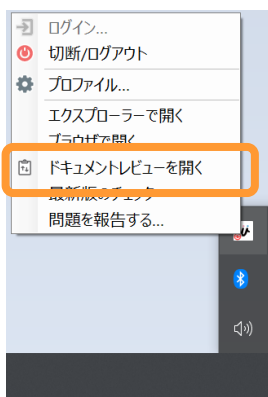 ログイン...
切断/ログアウト
プロファイル...
エクスプローラーで開く
ブラウザで開く
ドキュメントレビューを開く
最新版のチェック
問題を報告する...